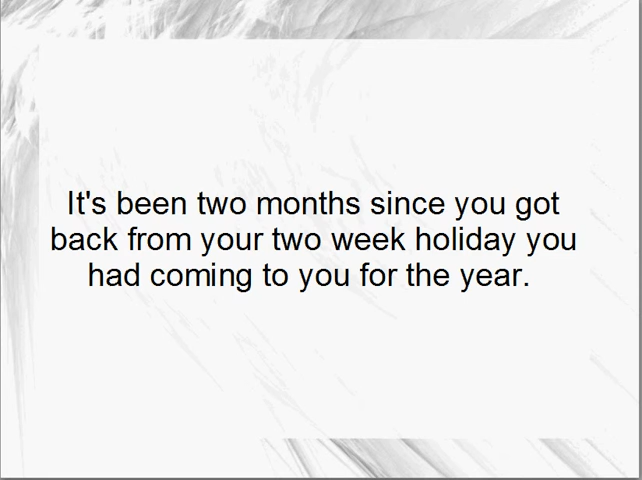 It's been two months since you got
back from your two week holiday you
had coming to you for the year.